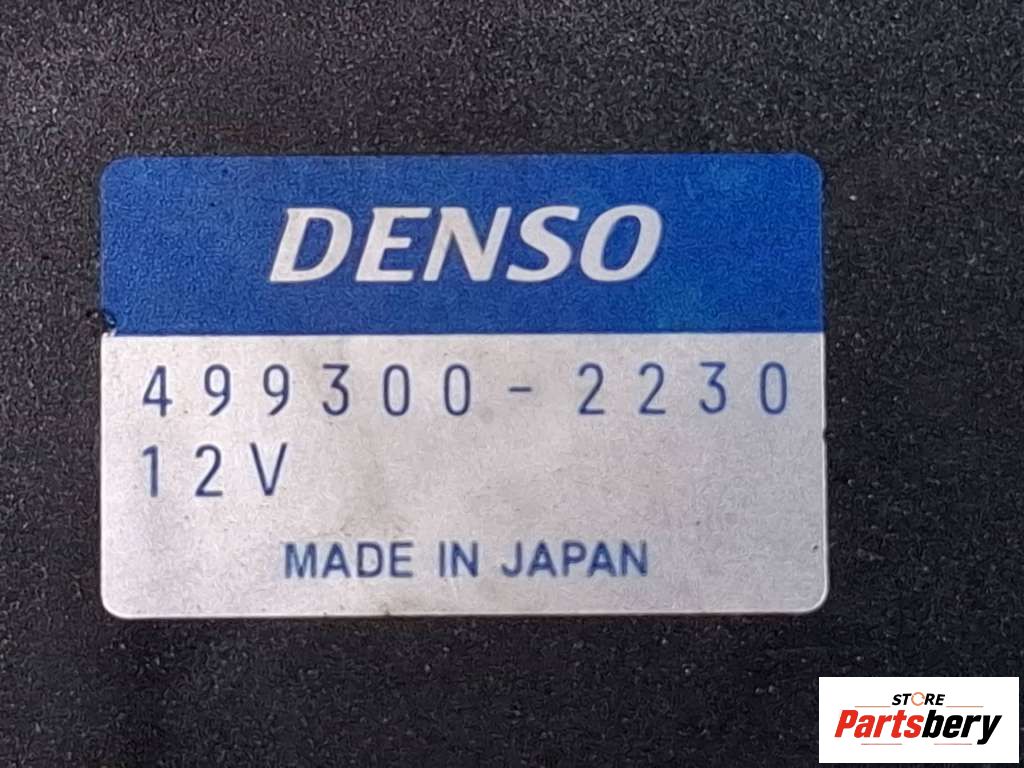 DENSO
499300-2230
12V
MADE IN JAPAN
STORE
Partsbery